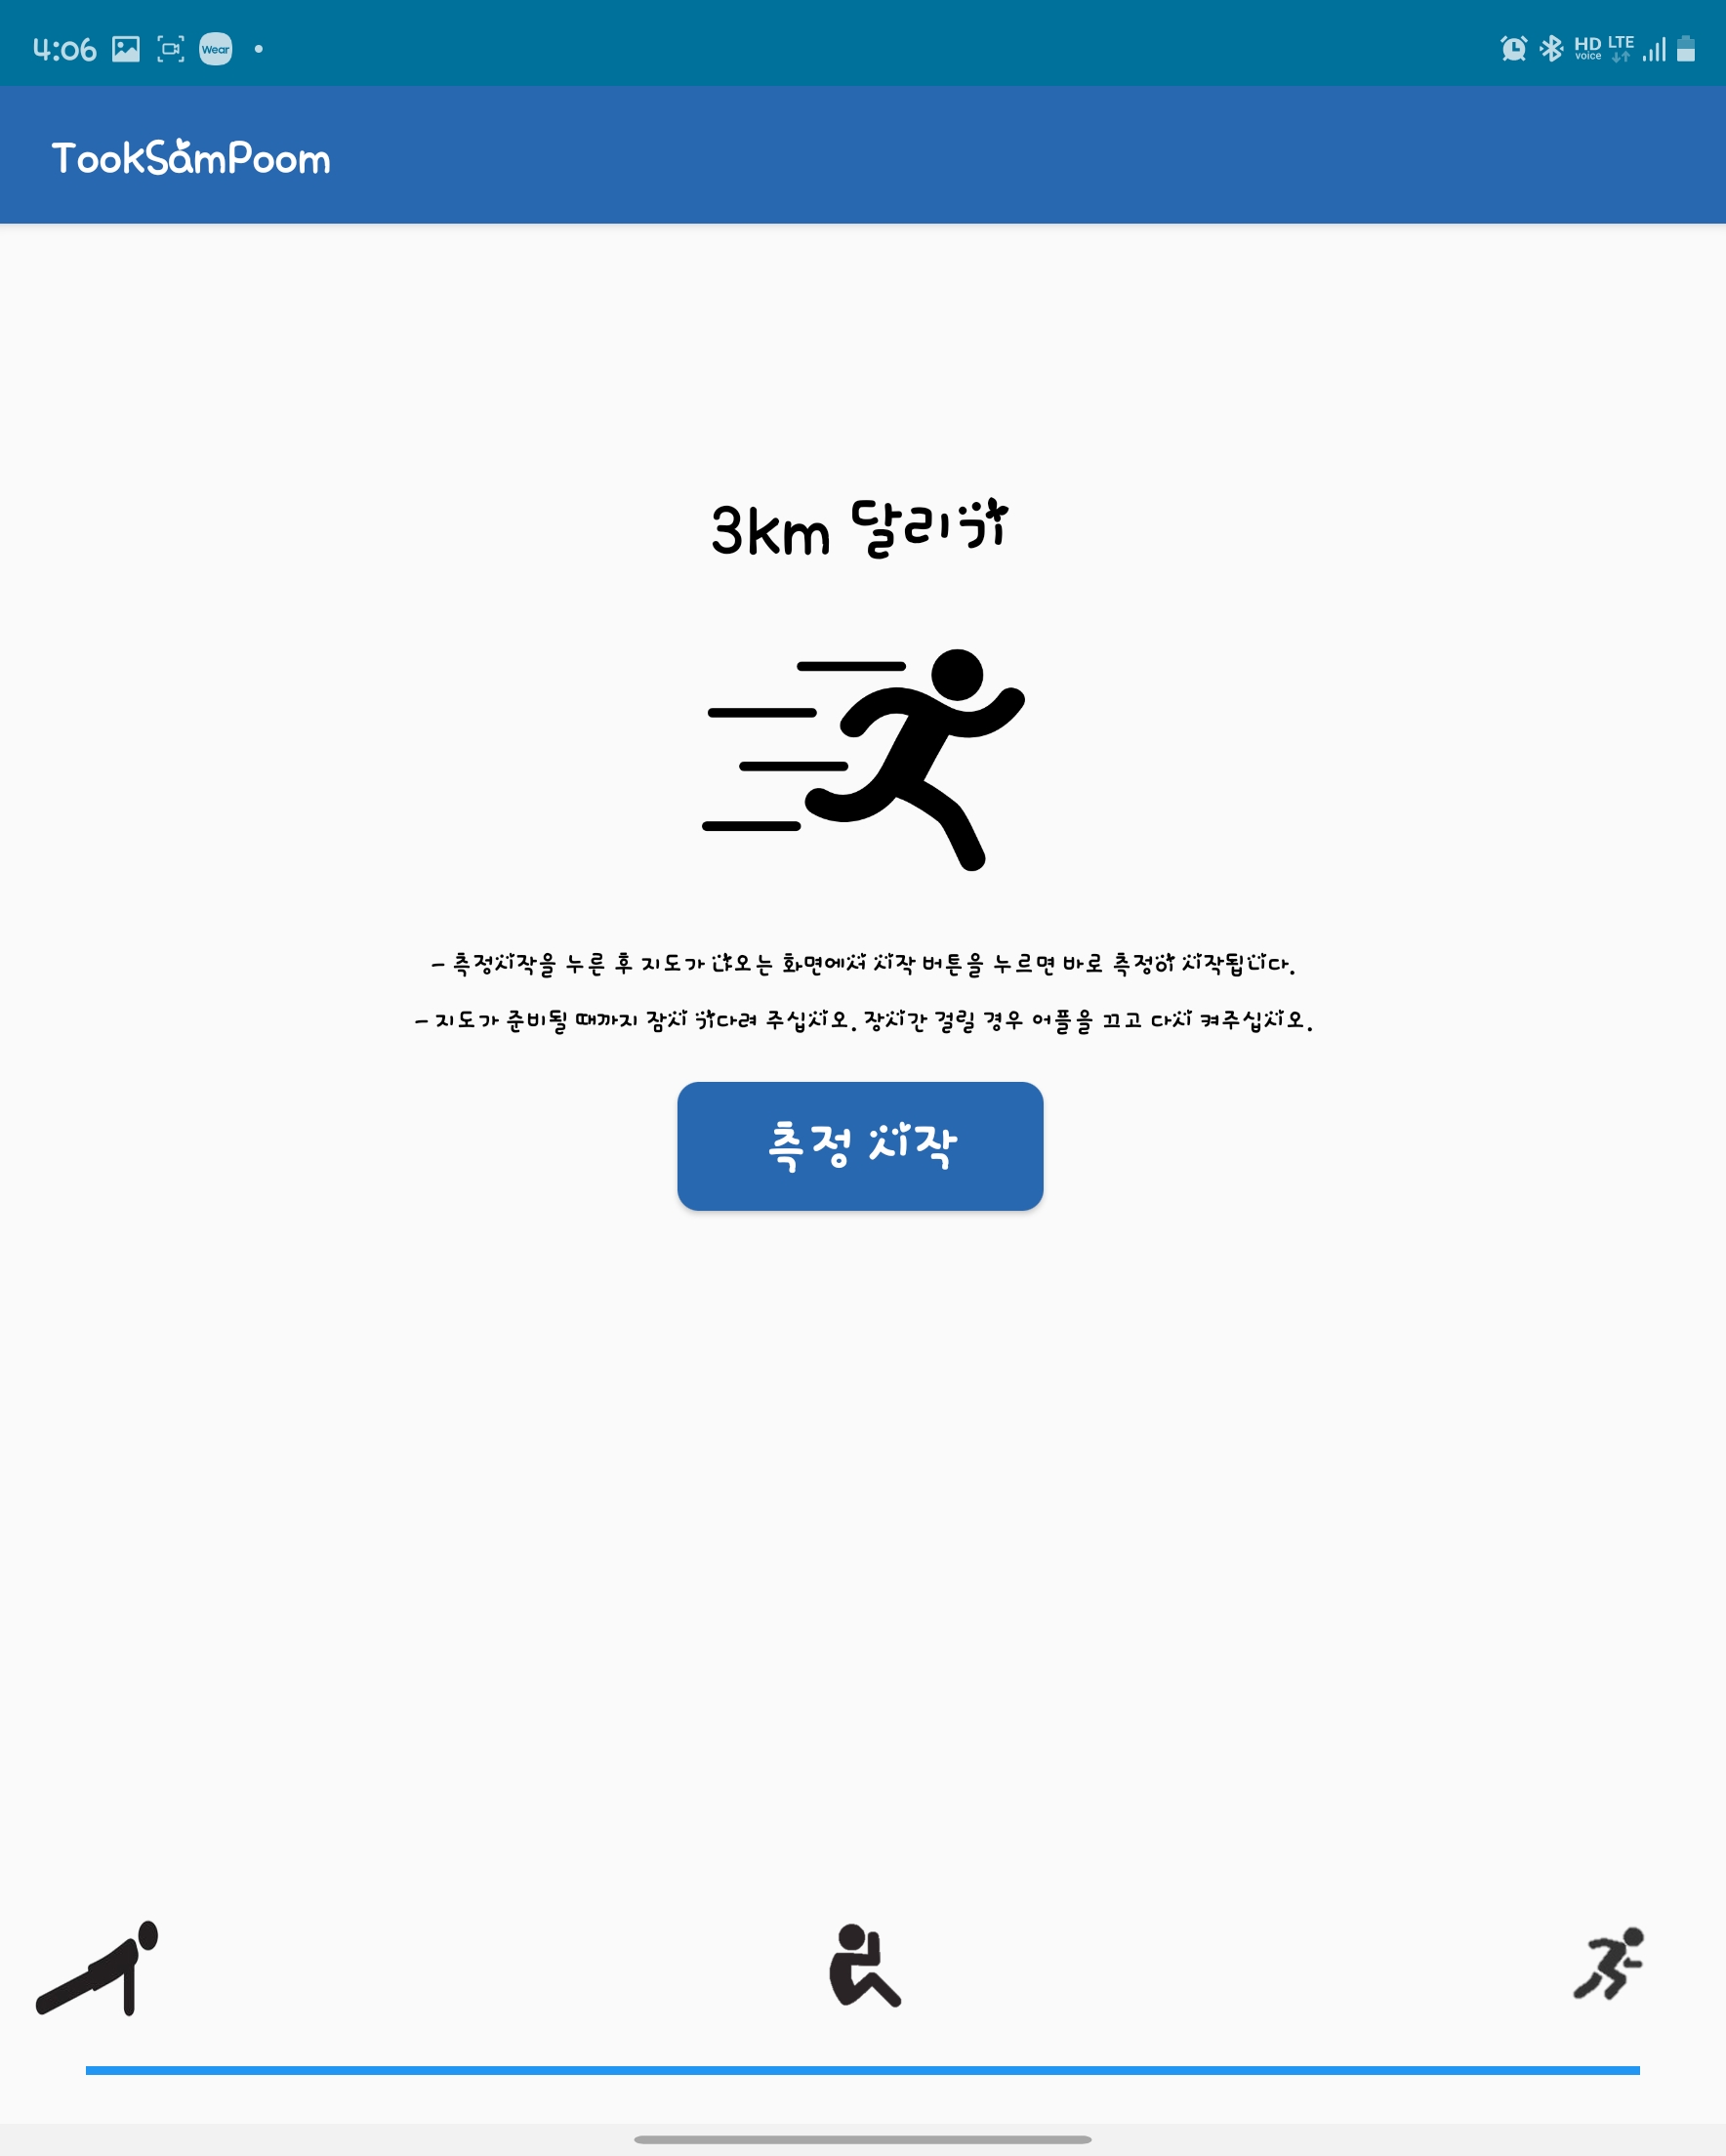 4:06 Wear HD voice LTE
TookSamPoom
3km 달리기
- 측정시작을 누른 후 지도가 나오는 화면에서 시작 버튼을 누르면 바로 측정이 시작됩니다.
- 지도가 준비될 때까지 잠시 기다려 주십시오. 장시간 걸릴 경우 어플을 끄고 다시 켜주십시오.
측정 시작